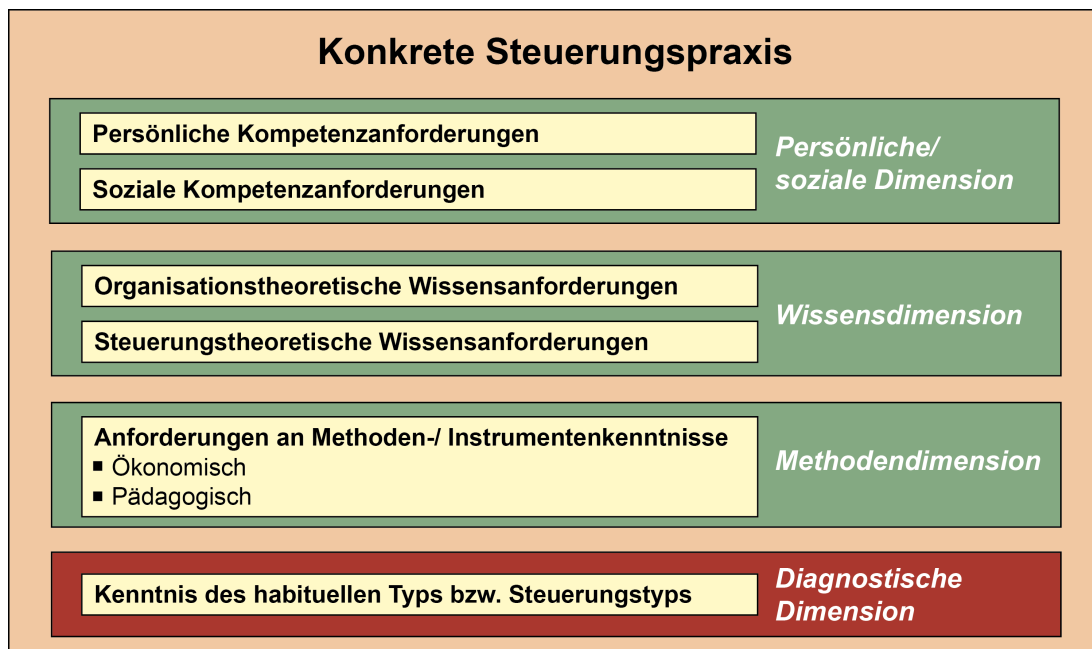 Konkrete Steuerungspraxis
Persönliche Kompetenzanforderungen
Soziale Kompetenzanforderungen
Persönliche/
soziale Dimension
Organisationstheoretische Wissensanforderungen
Steuerungstheoretische Wissensanforderungen
Wissensdimension
Anforderungen an Methoden-/ Instrumentenkenntnisse
▪ Ökonomisch
▪ Pädagogisch
Methodendimension
Kenntnis des habituellen Typs bzw. Steuerungstyps
Diagnostische
Dimension